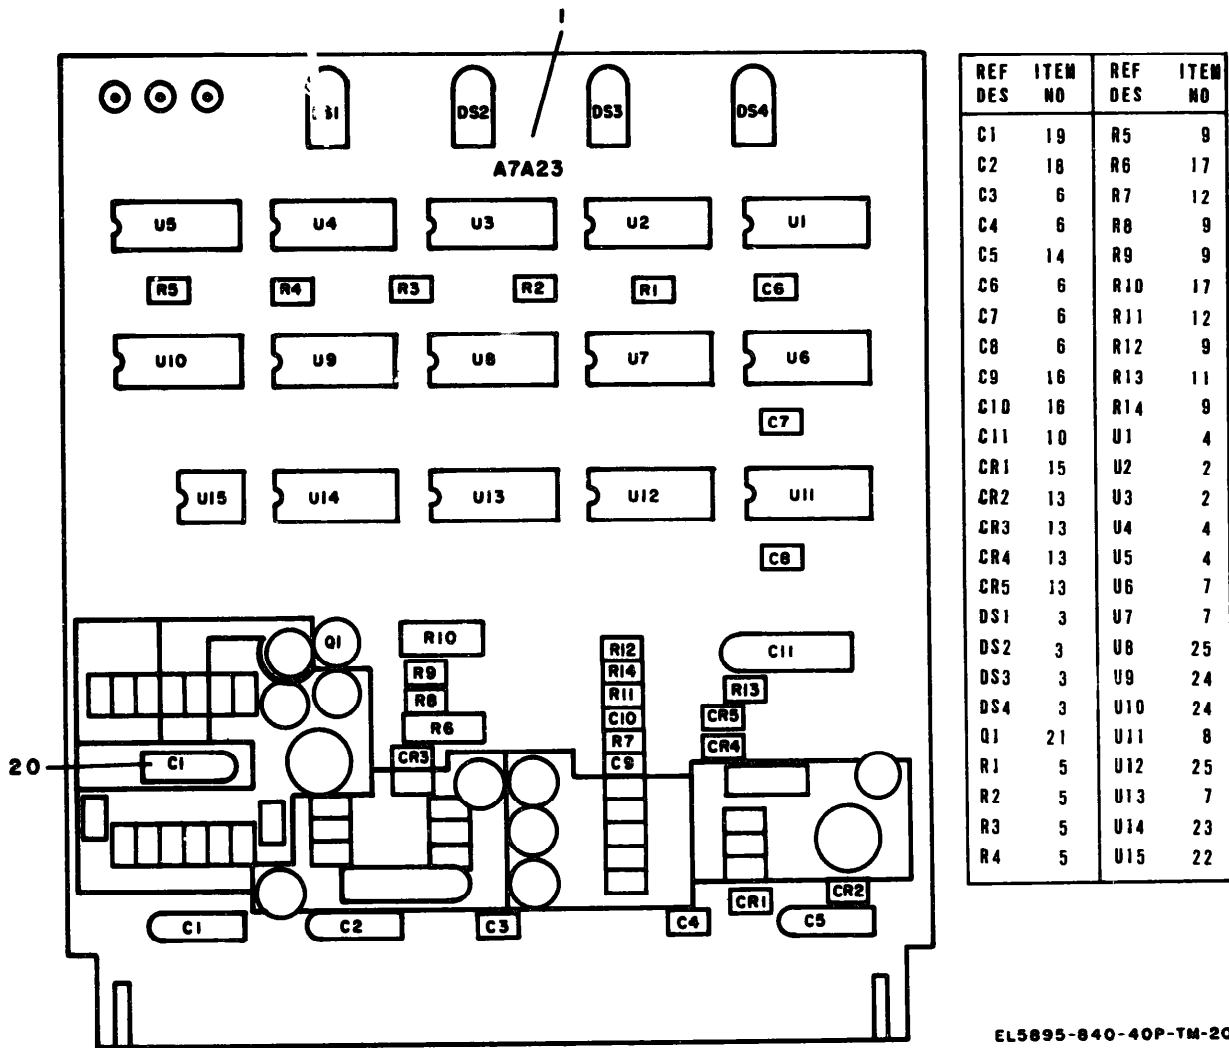 1
DS2 DS3 DS4
A7A23
U5 U4 U3 U2 U1
R5 R4 R3 R2 R1 C6
U10 U9 U8 U7 U6
C7
U15 U14 U13 U12 U11
C8
Q1 R10 R12 C11
R9 R14
R8 R11 R13
R6 C10 CR5
R7 CR4
20 C1 CR3 C9
CR1 CR2
C1 C2 C3 C4 C5
REF DES ITEM NO REF DES ITEM NO
C1 19 R5 9
C2 18 R6 17
C3 6 R7 12
C4 6 R8 9
C5 14 R9 9
C6 6 R10 17
C7 6 R11 12
C8 6 R12 9
C9 16 R13 11
C10 16 R14 9
C11 10 U1 4
CR1 15 U2 2
CR2 13 U3 2
CR3 13 U4 4
CR4 13 U5 4
CR5 13 U6 7
DS1 3 U7 7
DS2 3 U8 25
DS3 3 U9 24
DS4 3 U10 24
Q1 21 U11 8
R1 5 U12 25
R2 5 U13 7
R3 5 U14 23
R4 5 U15 22
EL5895-840-40P-TM-20